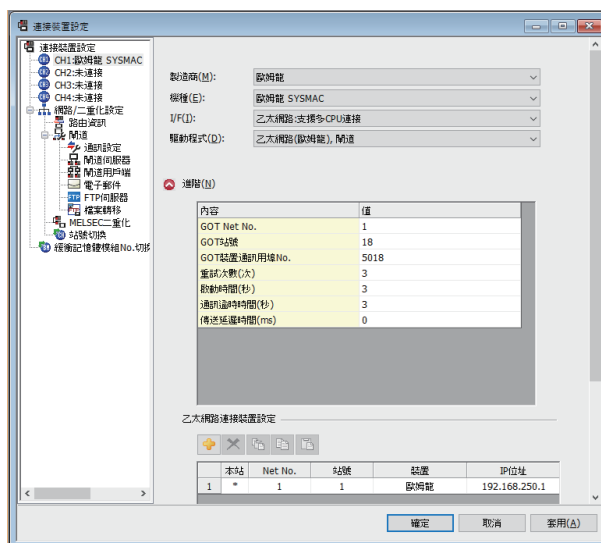 連接裝置設定
連接裝置設定
CH1:歐姆龍 SYSMAC
CH2:未連接
CH3:未連接
CH4:未連接
網路/二重化設定
路由資訊
閘道
通訊設定
閘道伺服器
閘道用戶端
電子郵件
FTP FTP伺服器
檔案轉移
MELSEC二重化
站號切換
緩衝記憶體模組No.切換
製造商(M): 歐姆龍
機種(E): 歐姆龍 SYSMAC
I/F(I): 乙太網路:支援多CPU連接
驅動程式(D): 乙太網路(歐姆龍), 閘道
進階(N)
內容 值
GOT Net No. 1
GOT站號 18
GOT裝置通訊用埠No. 5018
重試次數(次) 3
啟動時間(秒) 3
通訊逾時時間(秒) 3
傳送延遲時間(ms) 0
乙太網路連接裝置設定
本站 Net No. 站號 裝置 IP位址
1 * 1 1 歐姆龍 192.168.250.1
確定 取消 套用(A)